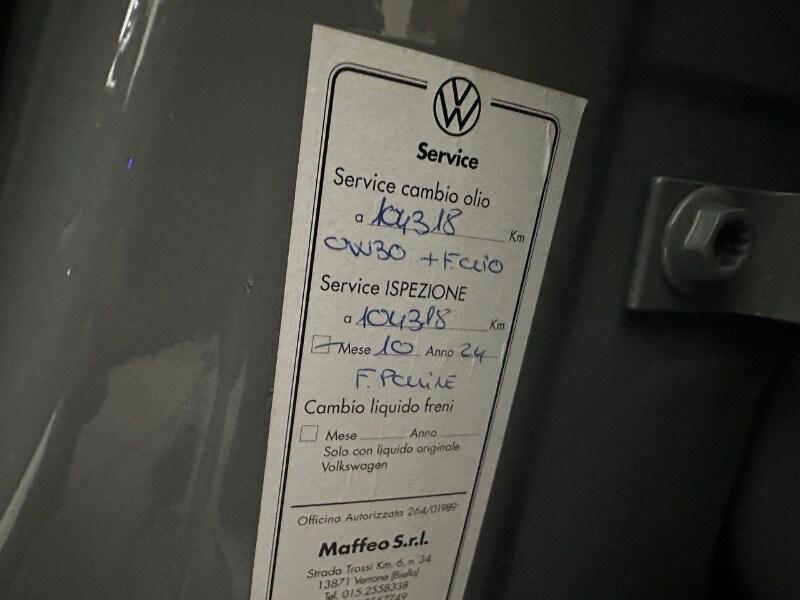 Service
Service cambio olio
a 104318 Km
0W30 + F. olio
Service ISPEZIONE
a 104318 Km
Mese 10 Anno 24
F. POLLINE
Cambio liquido freni
Mese Anno
Solo con liquido originale
Volkswagen
Officina Autorizzata 264/01989
Maffeo S.r.l.
Strada Trossi Km. 6, n. 34
13871 Verrone (Biella)
Tel. 015.2558338